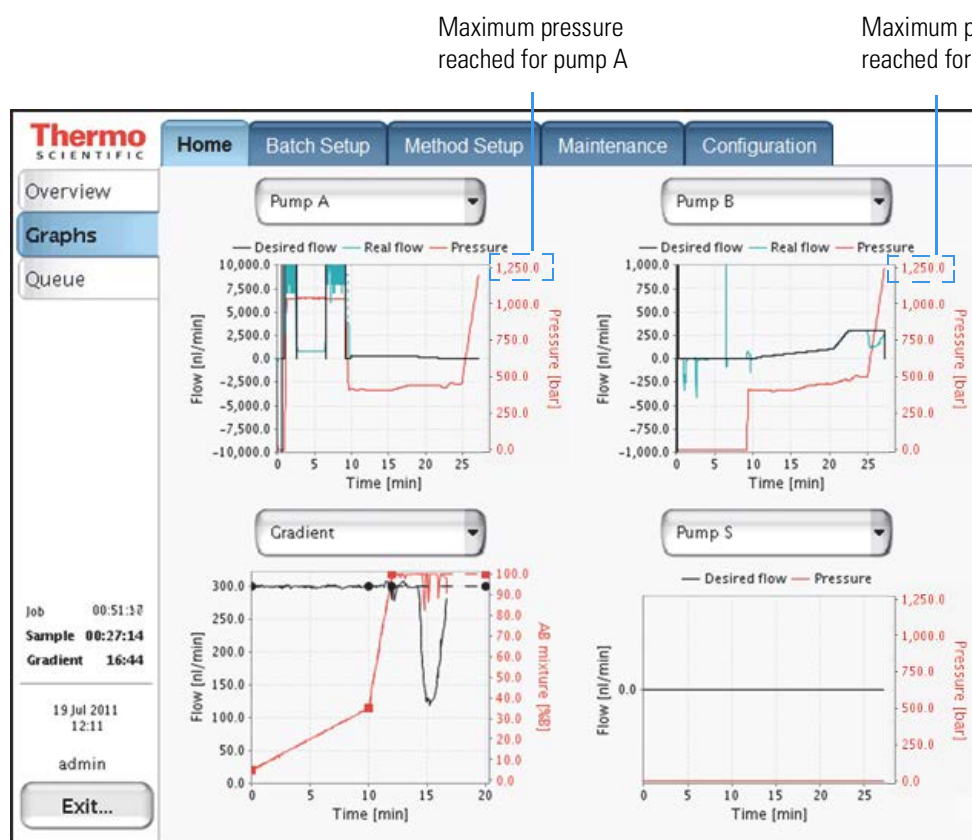 Maximum pressure
reached for pump A
Maximum
reached for
Thermo
SCIENTIFIC
Home
Batch Setup
Method Setup
Maintenance
Configuration
Overview
Graphs
Queue
Pump A
Desired flow
Real flow
Pressure
10,000.0
7,500.0
5,000.0
2,500.0
0.0
-2,500.0
-5,000.0
-7,500.0
-10,000.0
Flow [nl/min]
1,250.0
1,000.0
750.0
500.0
250.0
0.0
Pressure [bar]
0 5 10 15 20 25
Time [min]
Pump B
Desired flow
Real flow
Pressure
1,000.0
750.0
500.0
250.0
0.0
-250.0
-500.0
-750.0
-1,000.0
Flow [nl/min]
1,250.0
1,000.0
750.0
500.0
250.0
0.0
Pressure [bar]
0 5 10 15 20 25
Time [min]
Gradient
300.0
250.0
200.0
150.0
100.0
50.0
0.0
Flow [nl/min]
100.0
90.0
80.0
70.0
60.0
50.0
40.0
30.0
20.0
10.0
0.0
AB mixture [%B]
0 5 10 15 20
Time [min]
Pump S
Desired flow
Pressure
0.0
Flow [nl/min]
1,250.0
1,000.0
750.0
500.0
250.0
0.0
Pressure [bar]
0 5 10 15 20 25
Time [min]
Job
Sample 00:27:14
Gradient 16:44
19 Jul 2011
12:11
admin
Exit...